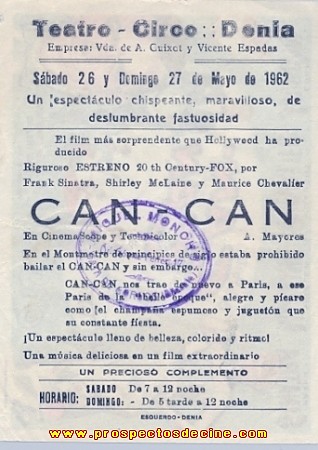 Teatro - Circo :: Denia
Empresa: Vda. de A. Guixot y Vicente Espadas
Sábado 26 y Domingo 27 de Mayo de 1962
Un espectáculo chispeante, maravilloso, de
deslumbrante fastuosidad
El film más sorprendente que Hollywood ha pro
ducido
Riguroso ESTRENO 20 th Century-FOX, por
Frank Sinatra, Shirley McLaine y Maurice Chevalier
CAN - CAN
En CinemaScope y Technicolor A. Mayores
En el Montmatre de principios de siglo estaba prohibido
bailar el CAN-CAN y sin embargo...
CAN-CAN nos trae de nuevo a Paris, a ese
Paris de la "belle epoque", alegre y pícaro
como el champaña espumoso y juguetón que
su constante fiesta.
¡Un espectáculo lleno de belleza, colorido y ritmo!
Una música deliciosa en un film extraordinario
UN PRECIOSO COMPLEMENTO
HORARIO: SABADO De 7 a 12 noche
DOMINGO: - De 5 tarde a 12 noche
ESQUERDO-DENIA
www.prospectosdecine.com